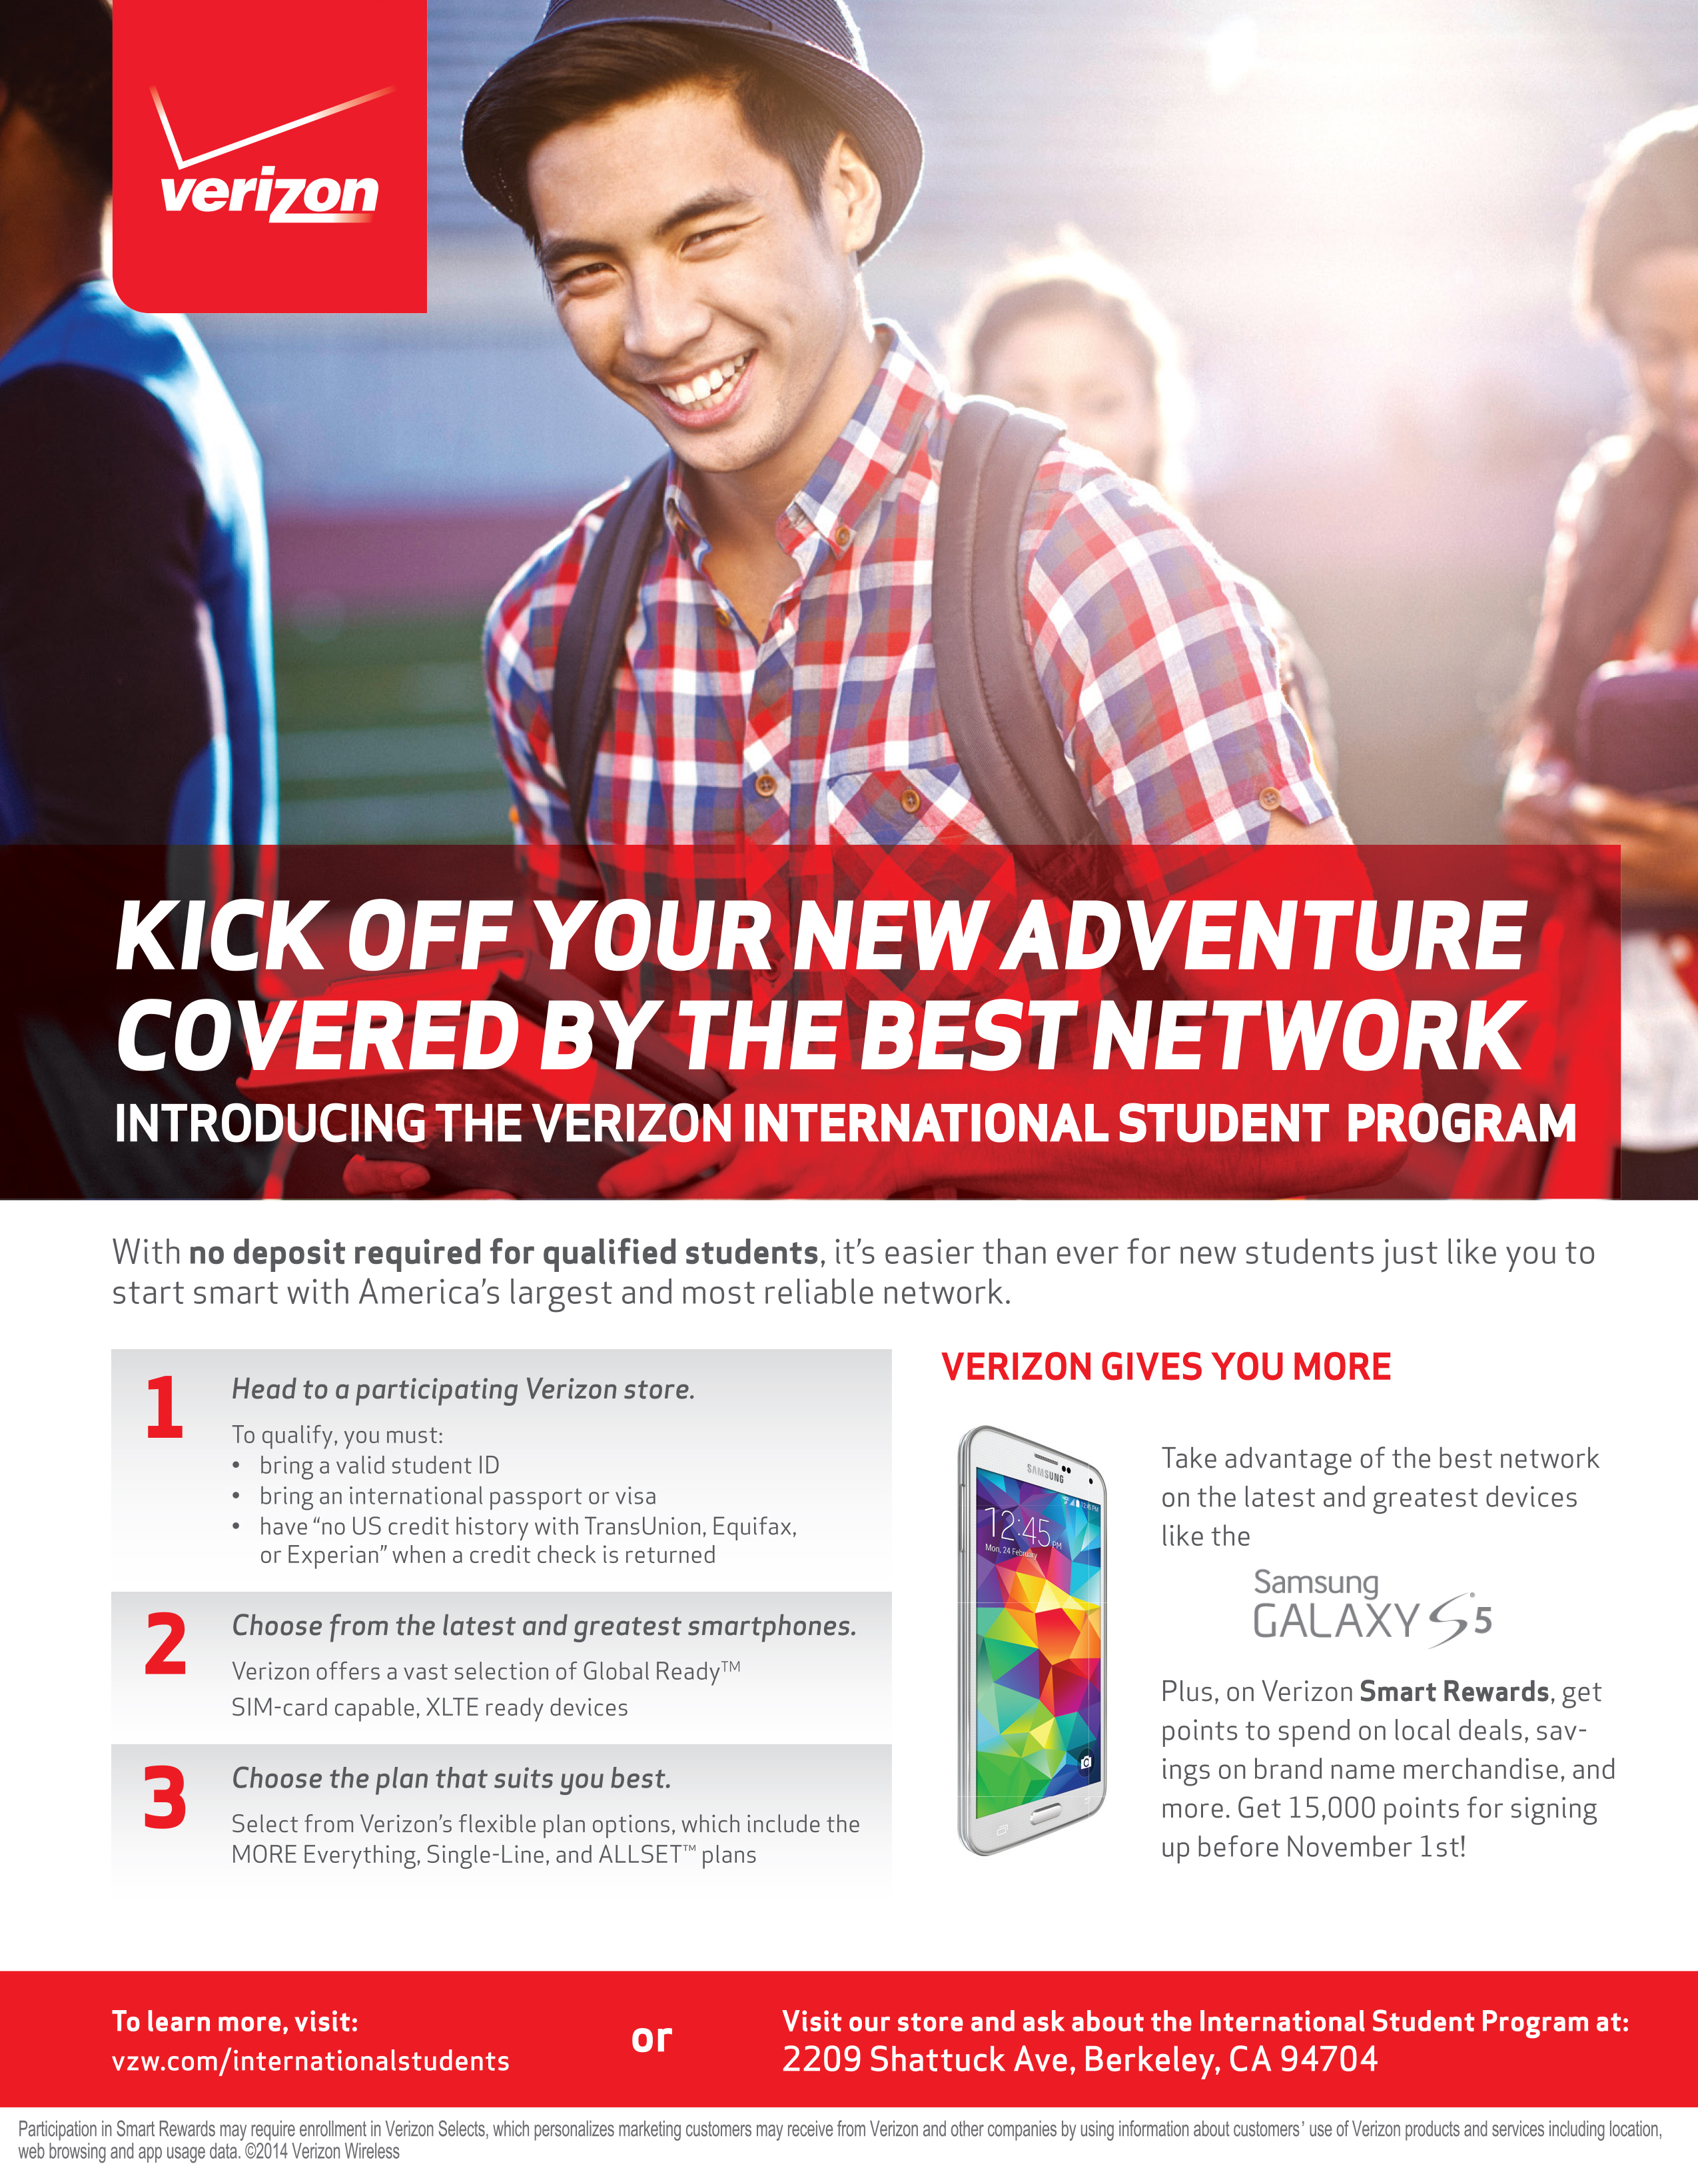 verizon
KICK OFF YOUR NEW ADVENTURE
COVERED BY THE BEST NETWORK
INTRODUCING THE VERIZON INTERNATIONAL STUDENT PROGRAM
With no deposit required for qualified students, it's easier than ever for new students just like you to
start smart with America's largest and most reliable network.
1
Head to a participating Verizon store.
To qualify, you must:
• bring a valid student ID
• bring an international passport or visa
• have "no US credit history with TransUnion, Equifax,
or Experian" when a credit check is returned
2
Choose from the latest and greatest smartphones.
Verizon offers a vast selection of Global Ready™
SIM-card capable, XLTE ready devices
3
Choose the plan that suits you best.
Select from Verizon's flexible plan options, which include the
MORE Everything, Single-Line, and ALLSET™ plans
VERIZON GIVES YOU MORE
SAMSUNG
12:45 PM
12:45 PM
Mon, 24 February
Take advantage of the best network
on the latest and greatest devices
like the
Samsung
GALAXY S5
Plus, on Verizon Smart Rewards, get
points to spend on local deals, sav-
ings on brand name merchandise, and
more. Get 15,000 points for signing
up before November 1st!
To learn more, visit:
vzw.com/internationalstudents
or
Visit our store and ask about the International Student Program at:
2209 Shattuck Ave, Berkeley, CA 94704
Participation in Smart Rewards may require enrollment in Verizon Selects, which personalizes marketing customers may receive from Verizon and other companies by using information about customers' use of Verizon products and services including location,
web browsing and app usage data. ©2014 Verizon Wireless